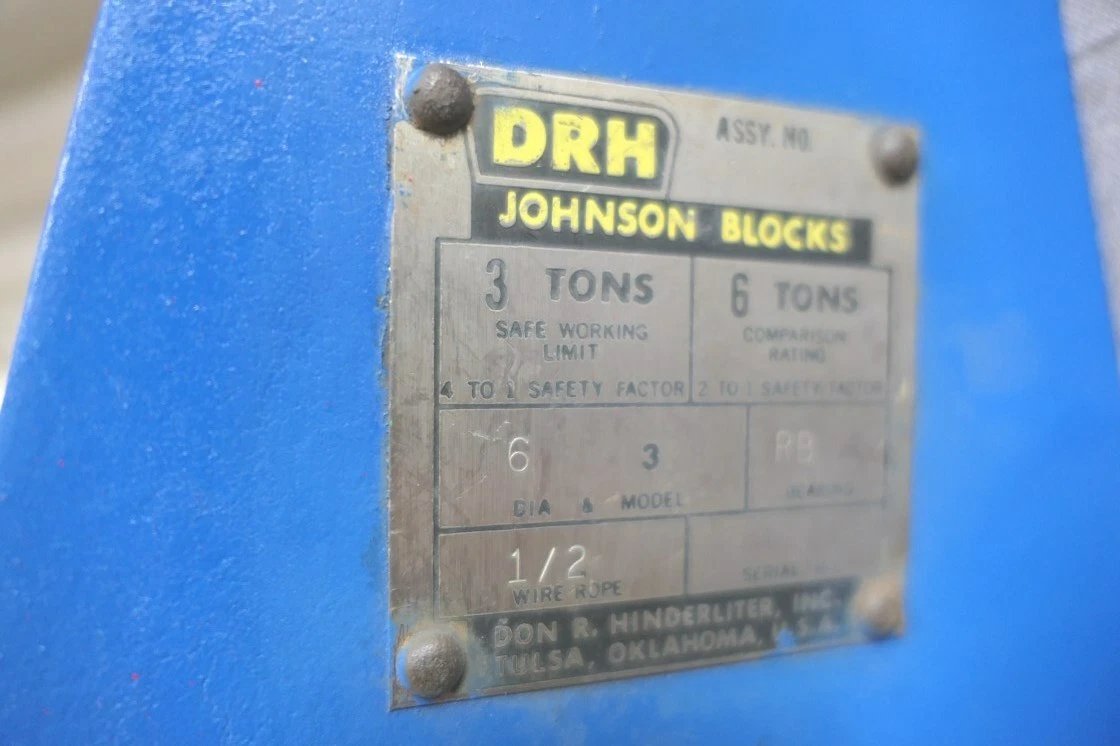 DRH
ASSY. NO.
JOHNSON BLOCKS
3 TONS
SAFE WORKING
LIMIT
4 TO 1 SAFETY FACTOR
6 TONS
COMPARISON
RATING
2 TO 1 SAFETY FACTOR
6 3
DIA & MODEL
RB
BEARING
1/2
WIRE ROPE
SERIAL
DON R. HINDERLITER, INC.
TULSA, OKLAHOMA, U.S.A.